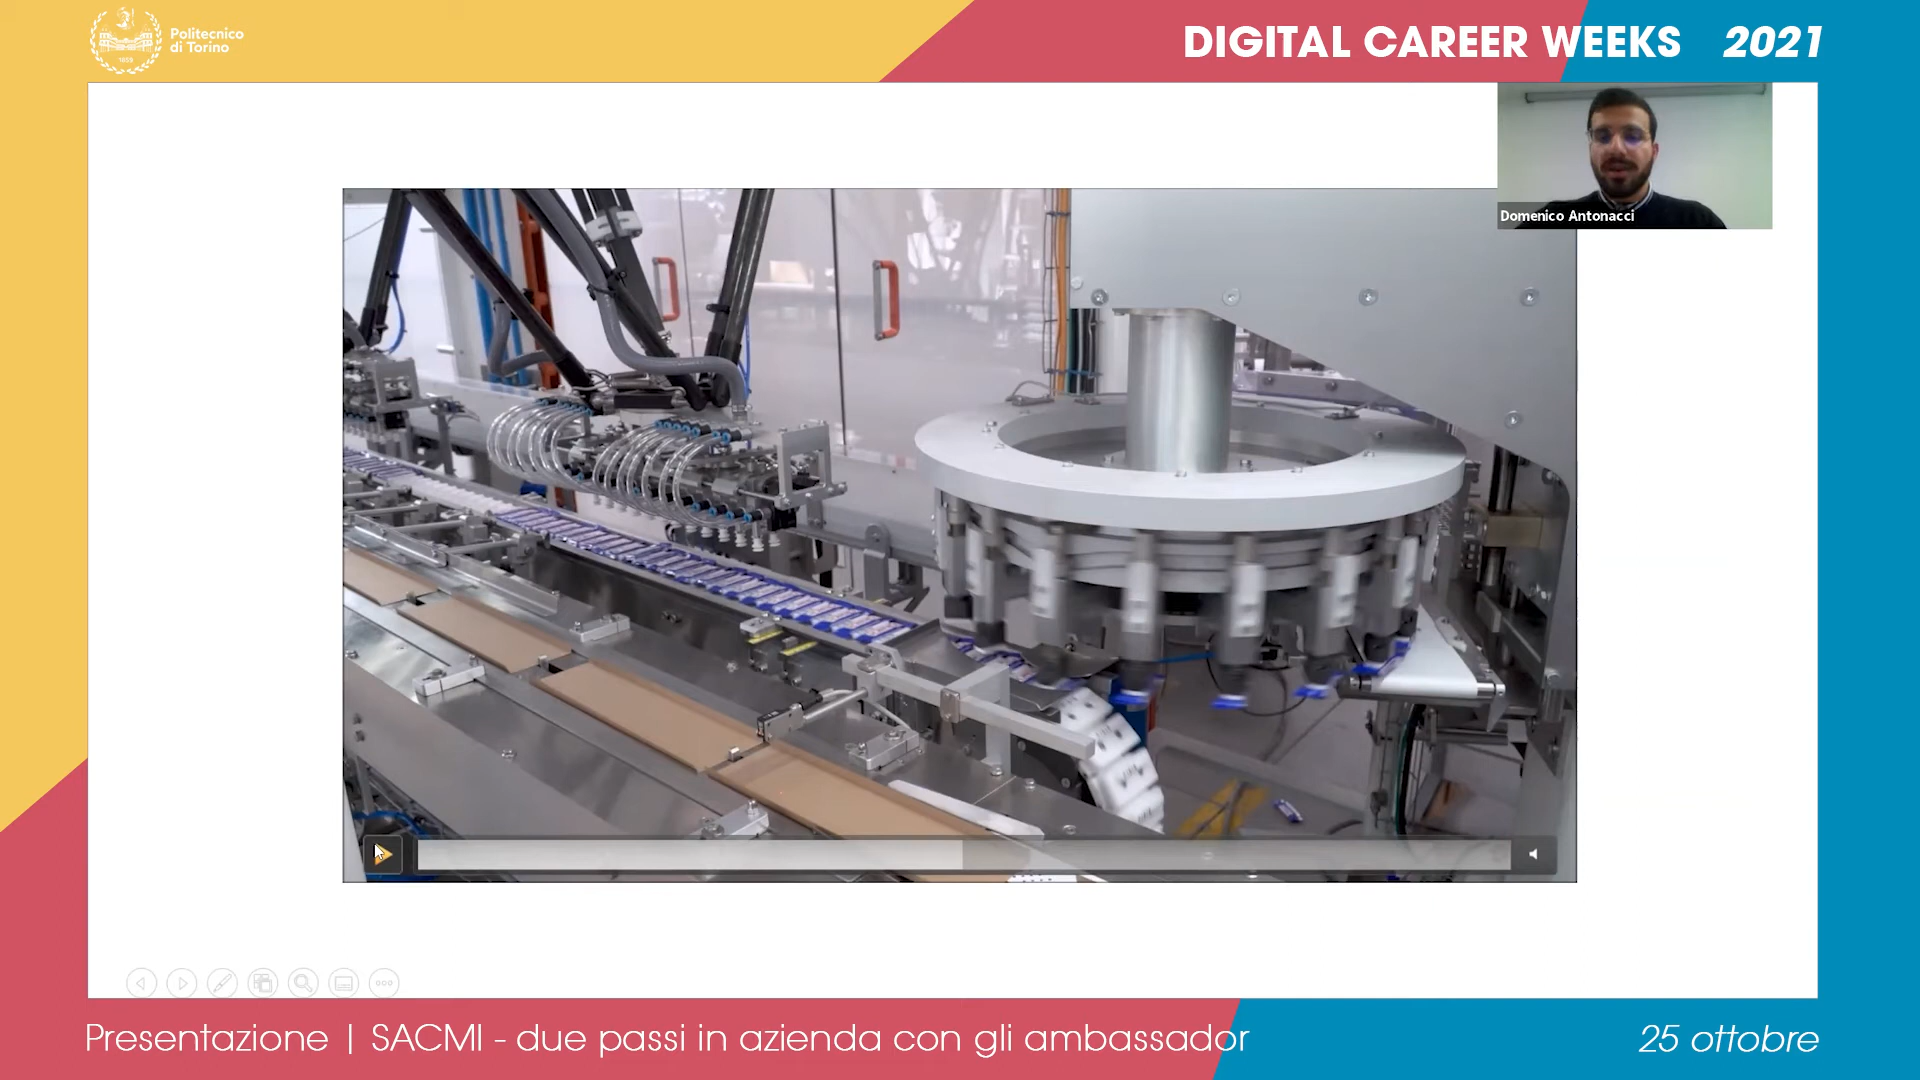 Politecnico
di Torino
1859
DIGITAL CAREER WEEKS 2021
Domenico Antonacci
Presentazione | SACMI - due passi in azienda con gli ambassador
25 ottobre